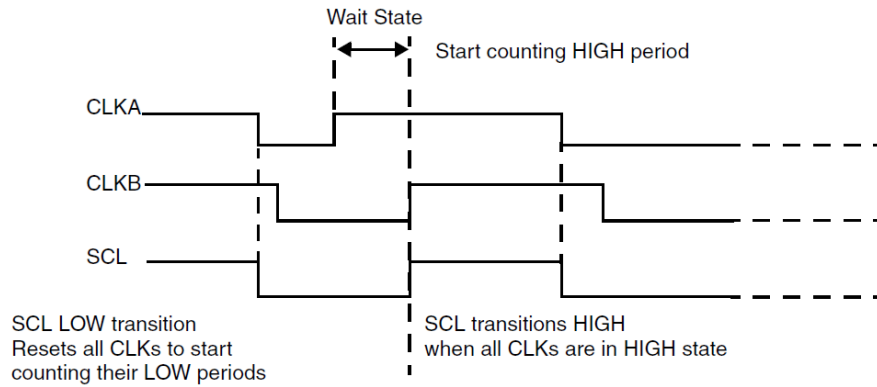 Wait State
Start counting HIGH period
CLKA
CLKB
SCL
SCL LOW transition
Resets all CLKs to start
counting their LOW periods
SCL transitions HIGH
when all CLKs are in HIGH state